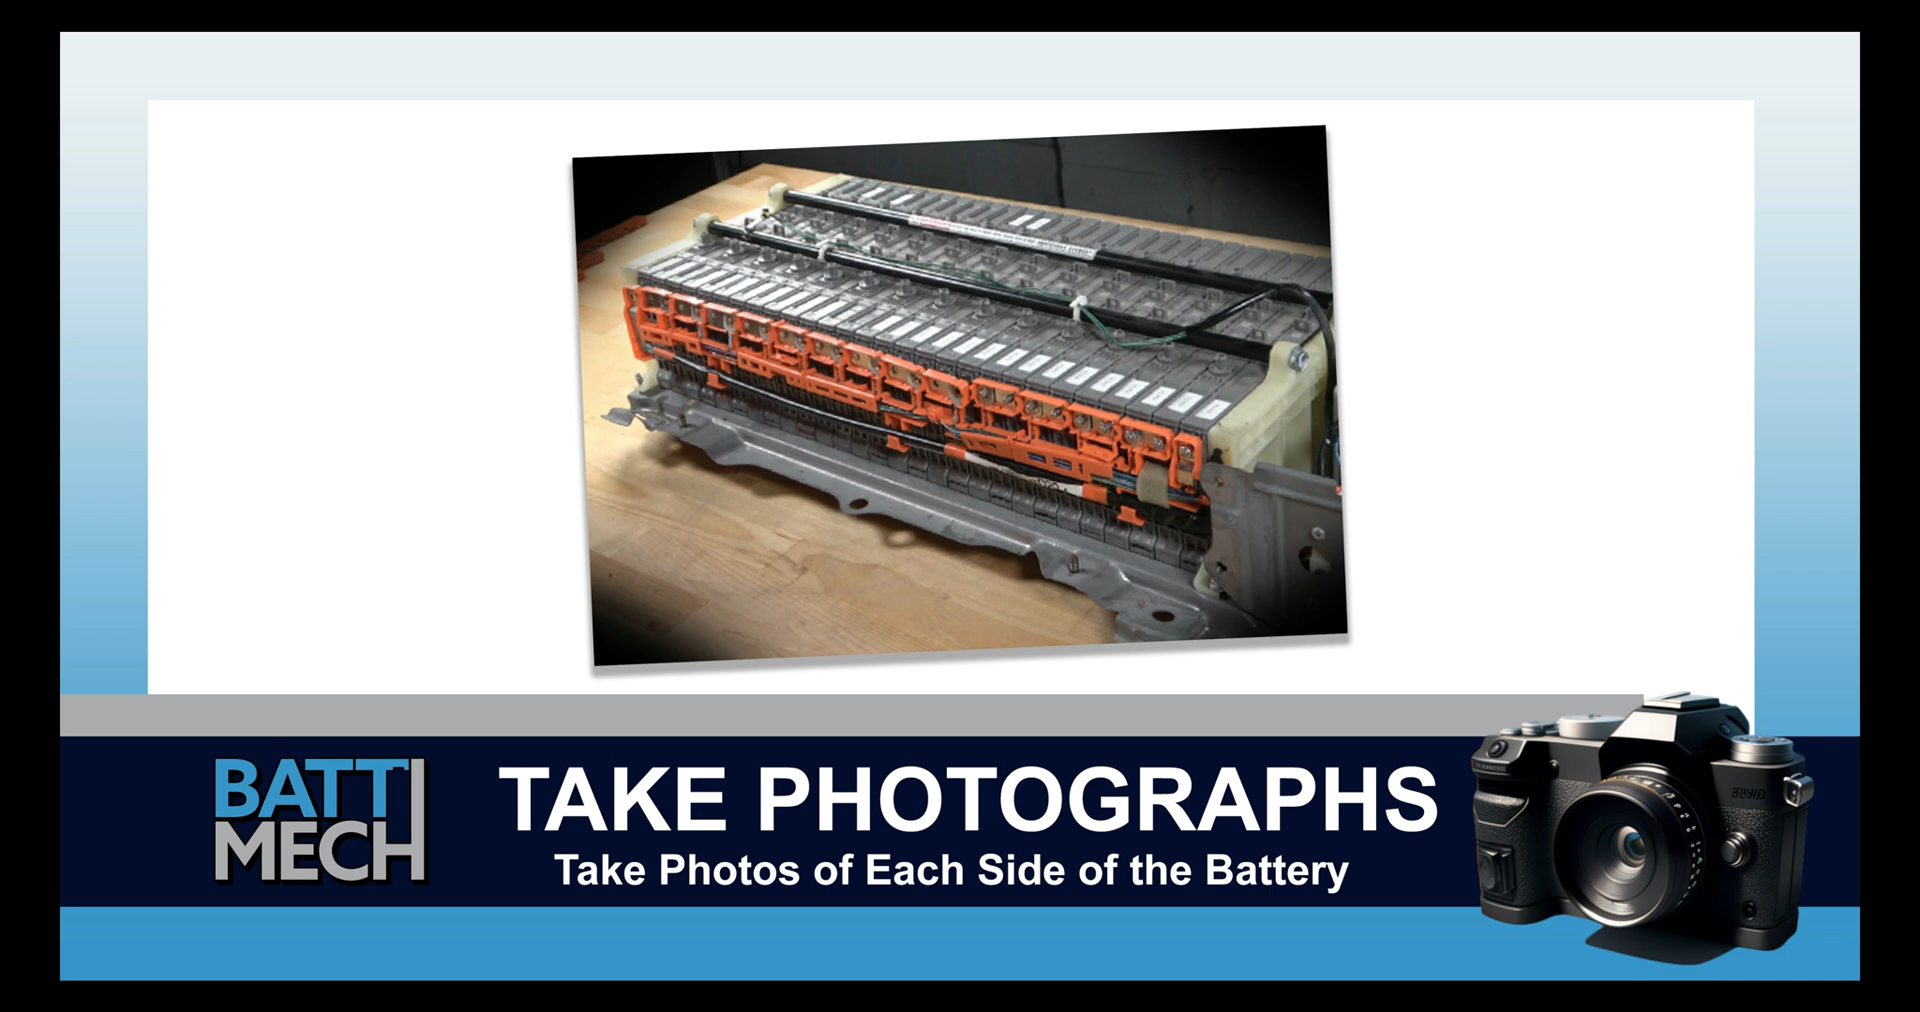 BATT
MECH
TAKE PHOTOGRAPHS
Take Photos of Each Side of the Battery